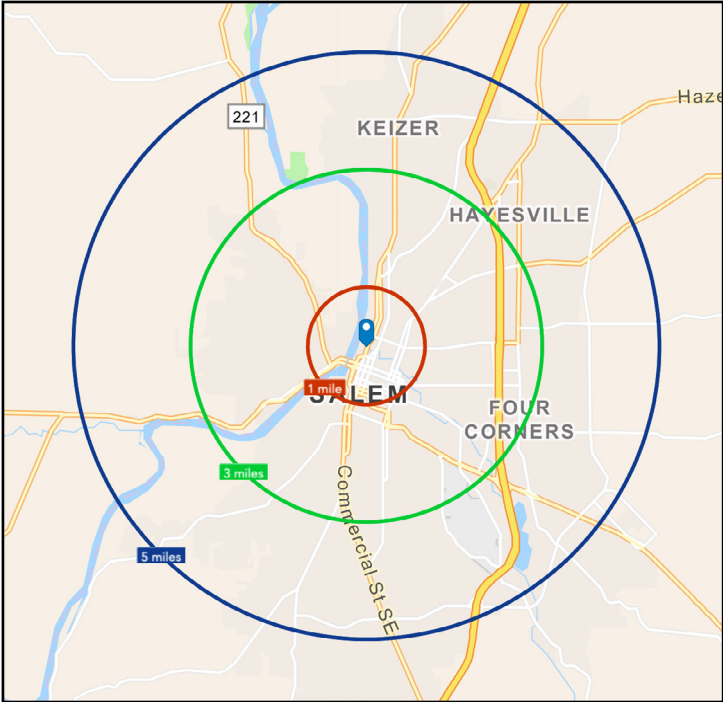 Haze
221
KEIZER
HAYESVILLE
1 mile
SALEM
FOUR
CORNERS
3 miles
Commercial St SE
5 miles